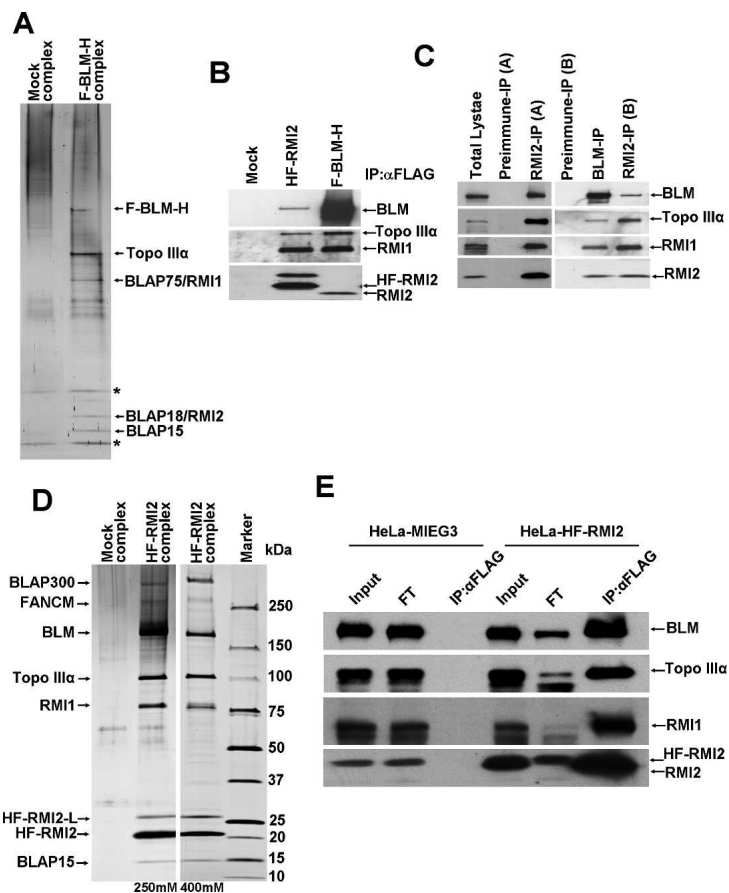 A
Mock
complex
F-BLM-H
complex
F-BLM-H
Topo IIIα
BLAP75/RMI1
*
BLAP18/RMI2
BLAP15
*
B
Mock
HF-RMI2
F-BLM-H
IP:αFLAG
BLM
Topo IIIα
RMI1
HF-RMI2
RMI2
C
Total Lystae
Preimmune-IP (A)
RMI2-IP (A)
Preimmune-IP (B)
BLM-IP
RMI2-IP (B)
BLM
Topo IIIα
RMI1
RMI2
D
Mock
complex
HF-RMI2
complex
HF-RMI2
complex
Marker
kDa
BLAP300
FANCM
BLM
Topo IIIα
RMI1
HF-RMI2-L
HF-RMI2
BLAP15
250
150
100
75
50
37
25
20
15
10
250mM 400mM
E
HeLa-MIEG3
HeLa-HF-RMI2
Input
FT
IP:αFLAG
Input
FT
IP:αFLAG
BLM
Topo IIIα
RMI1
HF-RMI2
RMI2